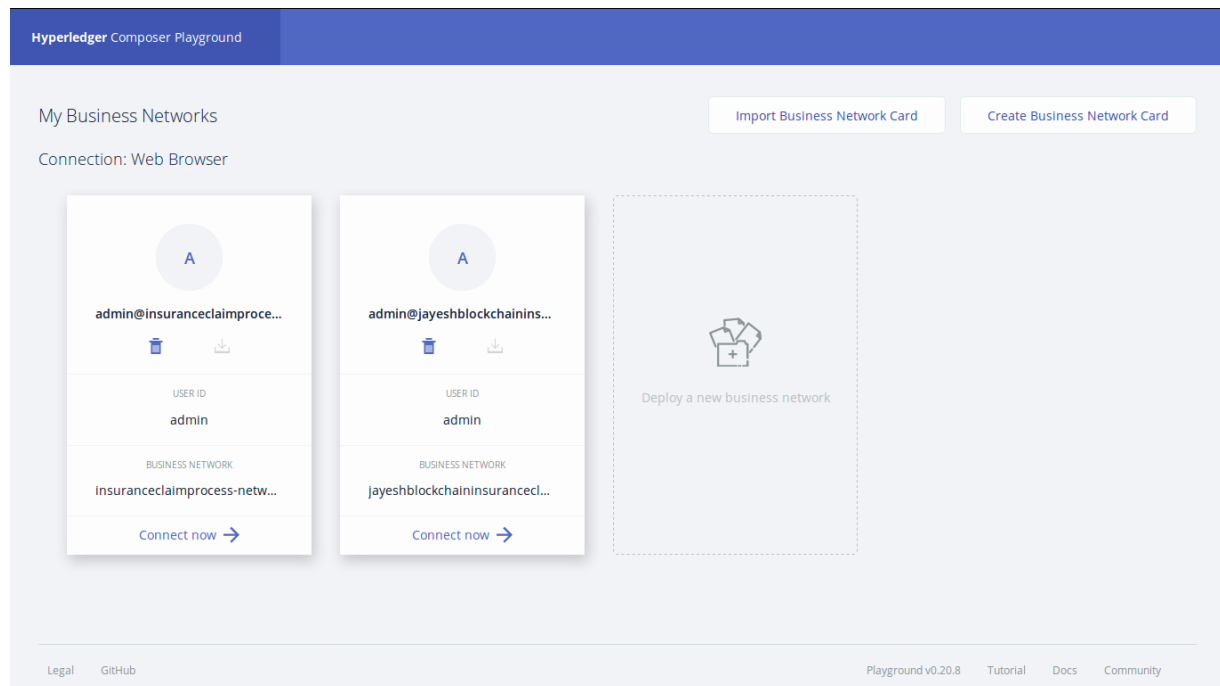 Hyperledger Composer Playground
My Business Networks
Import Business Network Card
Create Business Network Card
Connection: Web Browser
A
admin@insuranceclaimproce...
USER ID
admin
BUSINESS NETWORK
insuranceclaimprocess-netw...
Connect now
A
admin@jayeshblockchainins...
USER ID
admin
BUSINESS NETWORK
jayeshblockchaininsurancecl...
Connect now
Deploy a new business network
Legal GitHub Playground v0.20.8 Tutorial Docs Community